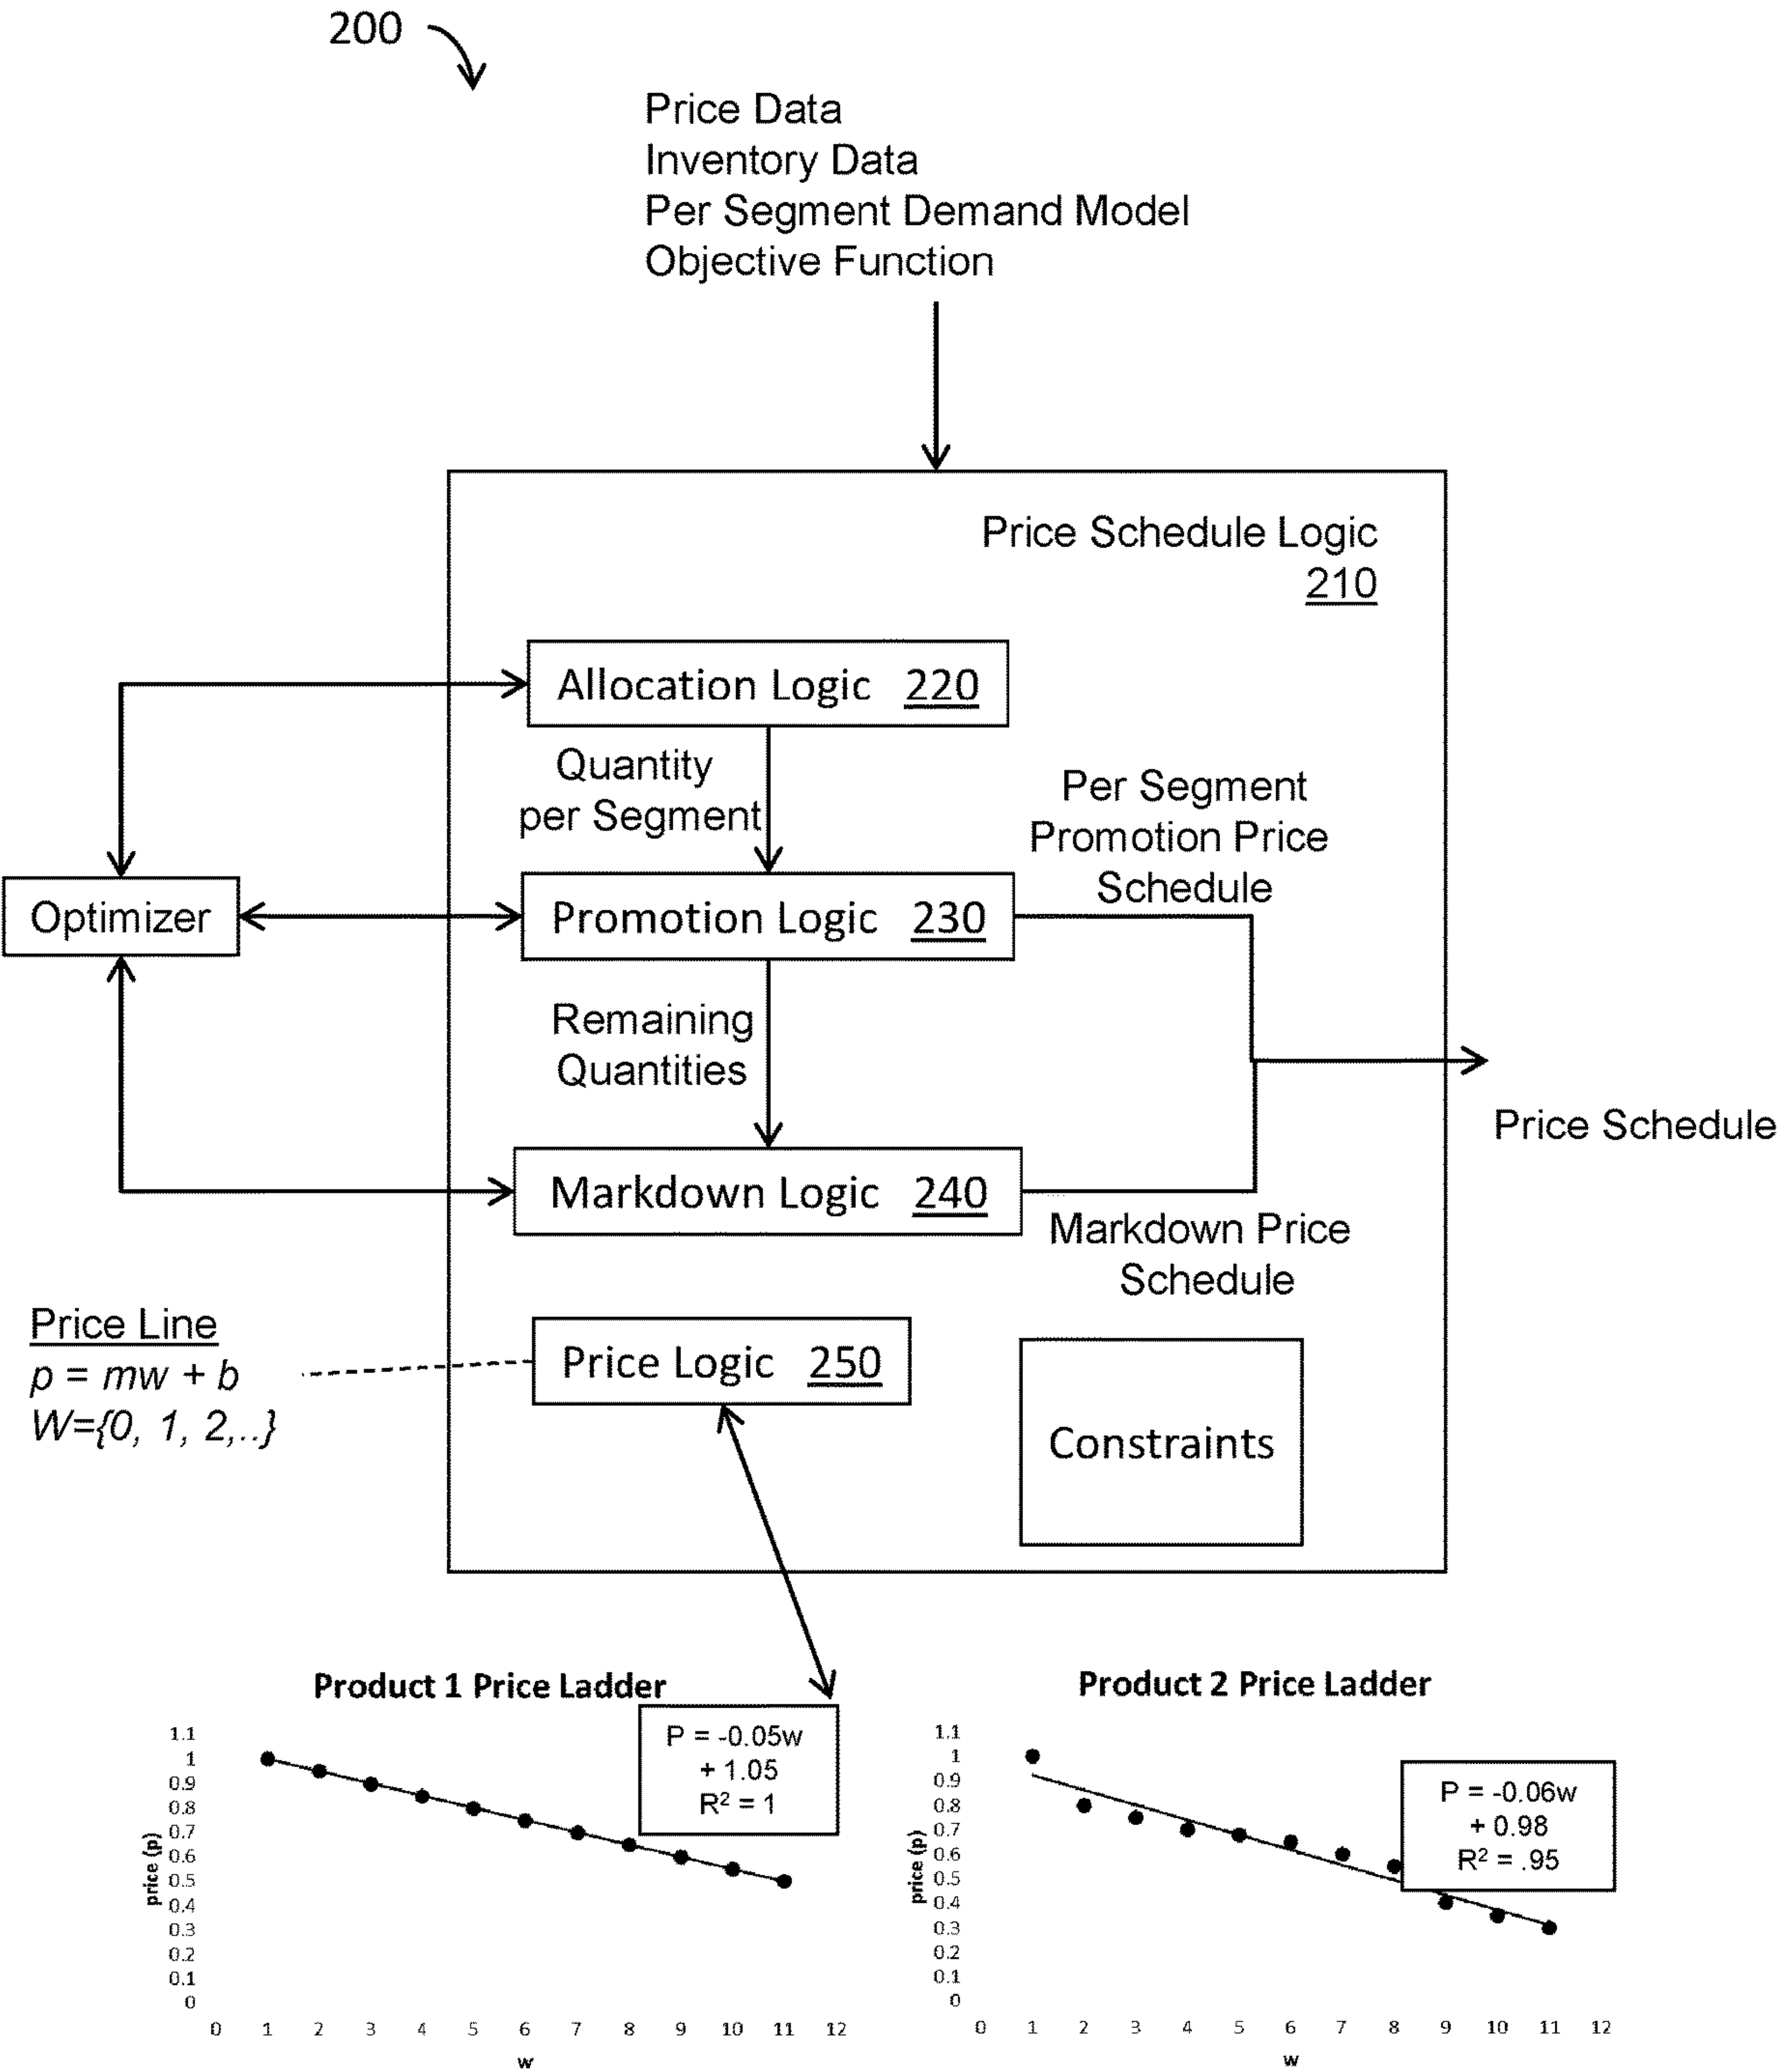 200
Price Data
Inventory Data
Per Segment Demand Model
Objective Function
Price Schedule Logic
210
Allocation Logic 220
Quantity
per Segment
Per Segment
Promotion Price
Schedule
Optimizer
Promotion Logic 230
Remaining
Quantities
Price Schedule
Markdown Logic 240
Markdown Price
Schedule
Price Line
p = mw + b
W={0, 1, 2,..}
Price Logic 250
Constraints
Product 1 Price Ladder
P = -0.05w
+ 1.05
R² = 1
price (p)
1.1
1
0.9
0.8
0.7
0.6
0.5
0.4
0.3
0.2
0.1
0
0 1 2 3 4 5 6 7 8 9 10 11 12
w
Product 2 Price Ladder
P = -0.06w
+ 0.98
R² = .95
price (p)
1.1
1
0.9
0.8
0.7
0.6
0.5
0.4
0.3
0.2
0.1
0
0 1 2 3 4 5 6 7 8 9 10 11 12
w